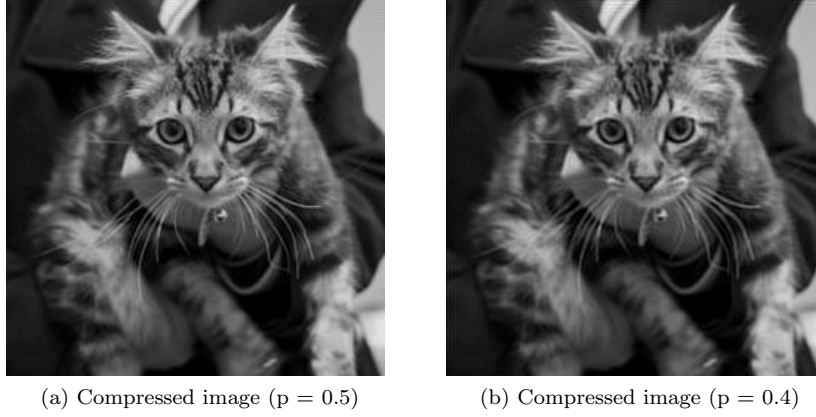 (a) Compressed image (p = 0.5)
(b) Compressed image (p = 0.4)